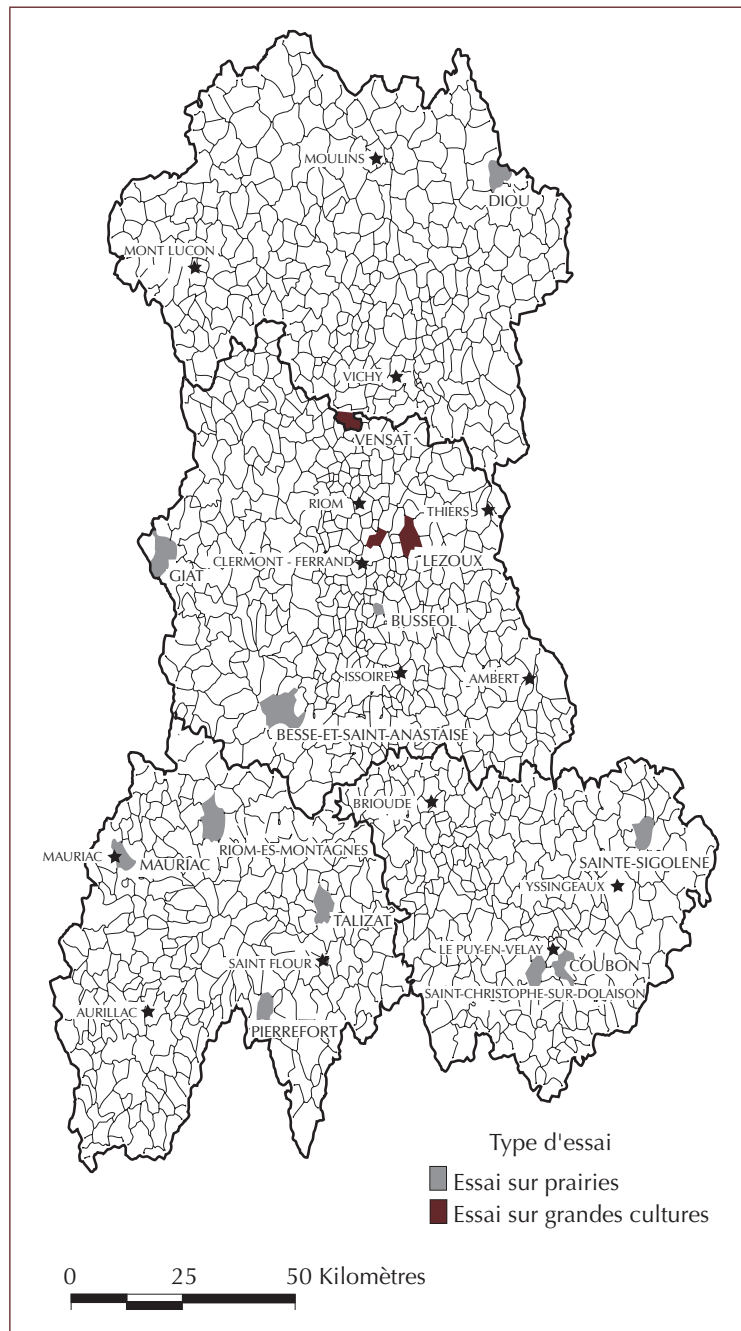 MOULINS
DIOU
MONT LUCON
VICHY
VENSAT
RIOM
THIERS
CLERMONT - FERRAND
LEZOUX
GIAT
BUSSEOL
ISSOIRE
AMBERT
BESSE-ET-SAINT-ANASTAISE
BRIOUDE
RIOM-ES-MONTAGNES
MAURIAC
MAURIAC
SAINTE-SIGOLENE
YSSINGEAUX
TALIZAT
LE PUY-EN-VELAY
SAINT FLOUR
COUBON
SAINT-CHRISTOPHE-SUR-DOLAISON
AURILLAC
PIERREFORT
Type d'essai
Essai sur prairies
Essai sur grandes cultures
0 25 50 Kilomètres